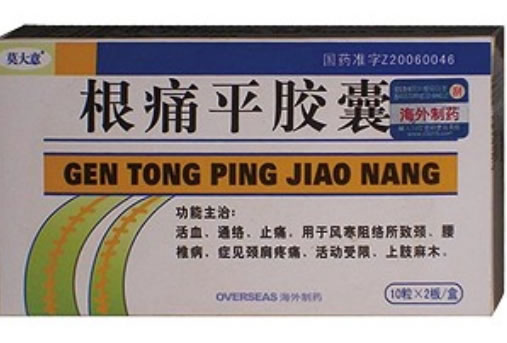 莫大意®
国药准字Z20060046
根痛平胶囊
海外制药
GEN TONG PING JIAO NANG
功能主治：
活血、通络、止痛。用于风寒阻络所致颈、腰
椎病，症见颈肩疼痛、活动受限、上肢麻木。
OVERSEAS 海外制药
10粒×2板/盒